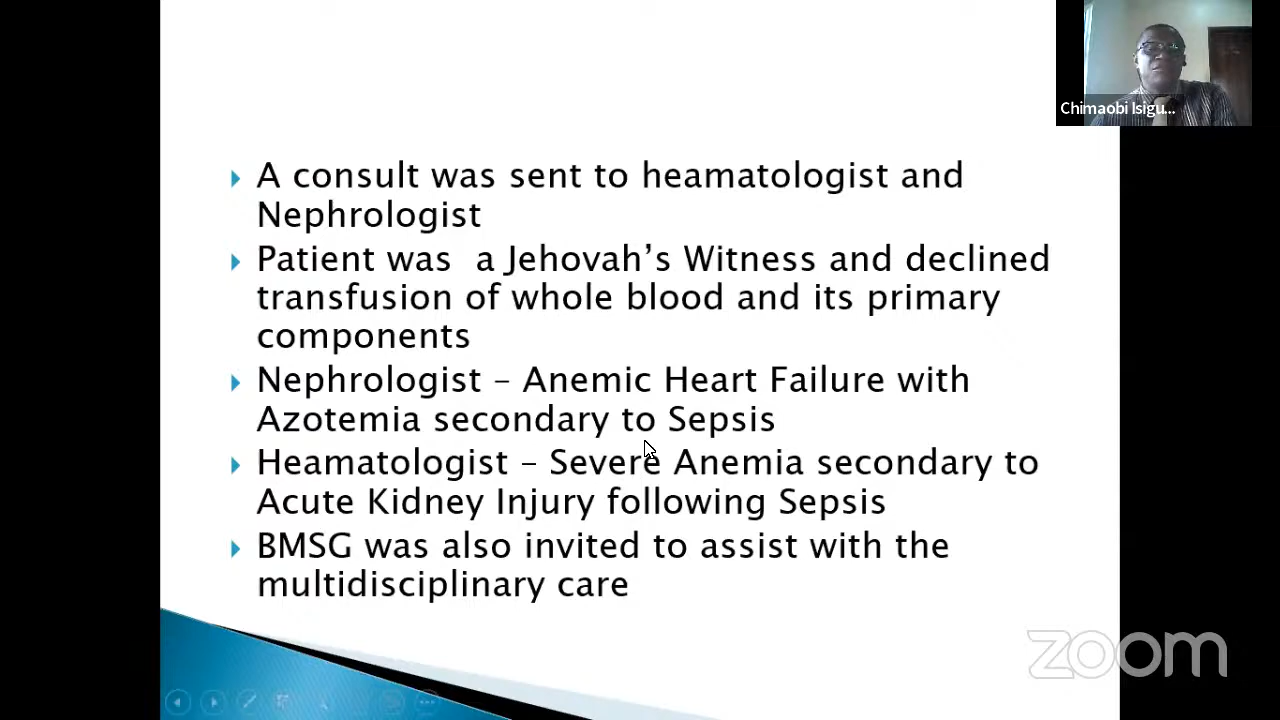 Chimaobi Isigu...
A consult was sent to heamatologist and
Nephrologist
Patient was a Jehovah's Witness and declined
transfusion of whole blood and its primary
components
Nephrologist – Anemic Heart Failure with
Azotemia secondary to Sepsis
Heamatologist – Severe Anemia secondary to
Acute Kidney Injury following Sepsis
BMSG was also invited to assist with the
multidisciplinary care
zoom